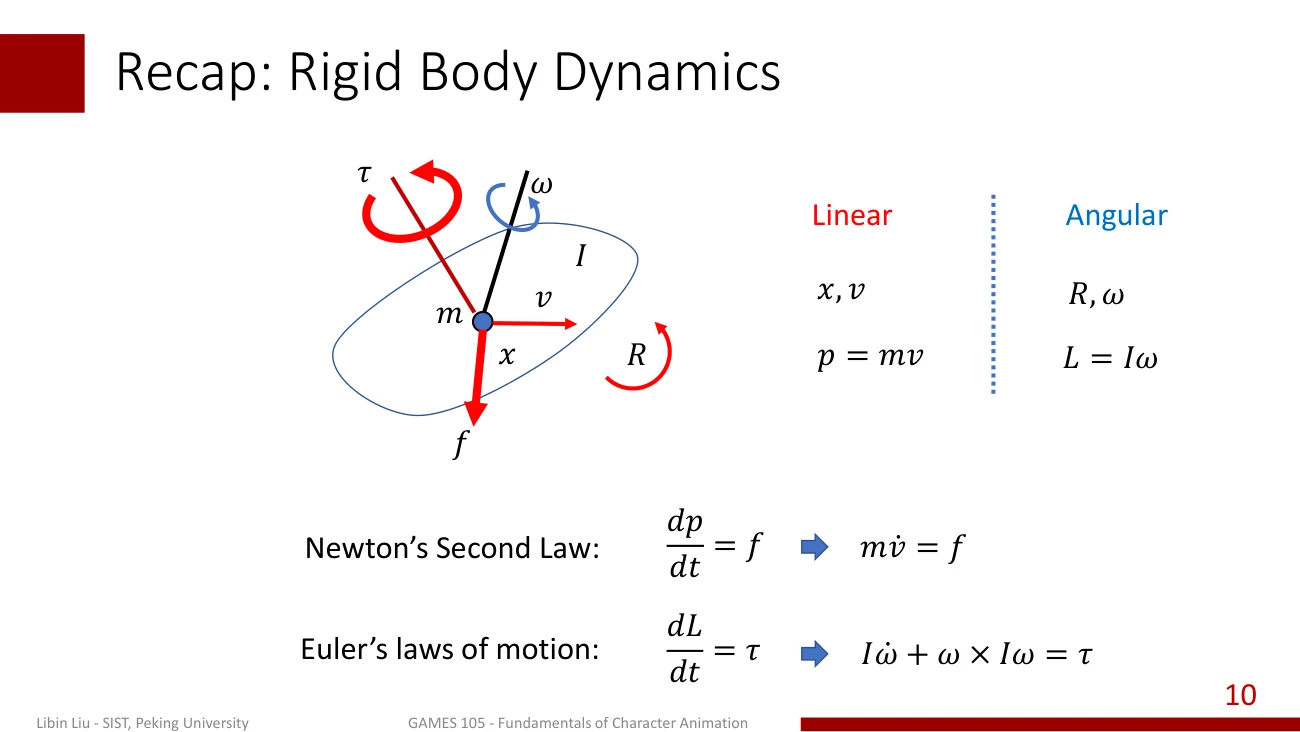 Recap: Rigid Body Dynamics
τ
ω
I
m
v
x
R
f
Linear
Angular
x, v
R, ω
p = mv
L = Iω
Newton’s Second Law: dp/dt = f ➡ mv̇ = f
Euler’s laws of motion: dL/dt = τ ➡ Iω̇ + ω × Iω = τ
10
Libin Liu - SIST, Peking University
GAMES 105 - Fundamentals of Character Animation